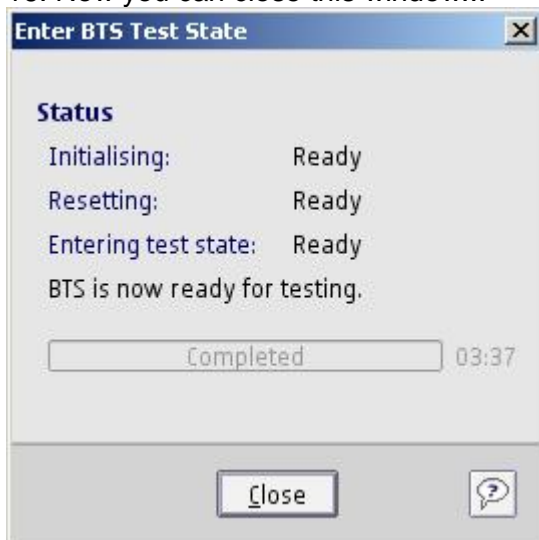 Enter BTS Test State
Status
Initialising: Ready
Resetting: Ready
Entering test state: Ready
BTS is now ready for testing.
Completed 03:37
Close